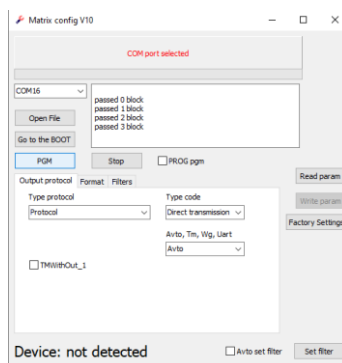 Matrix config V10
COM port selected
COM16
passed 0 block
passed 1 block
passed 2 block
passed 3 block
Open File
Go to the BOOT
PGM
Stop
PROG pgm
Read param
Output protocol
Format
Filters
Type protocol
Type code
Write param
Protocol
Direct transmission
Factory Settings
Avto, Tm, Wg, Uart
Avto
TMWithOut_1
Device: not detected
Avto set filter
Set filter